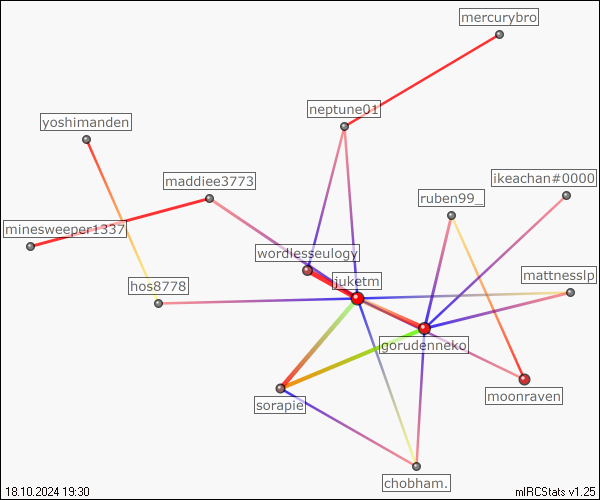 mercurybro
neptune01
yoshimanden
maddiee3773
ikeachan#0000
ruben99_
minesweeper1337
wordlesseulogy
juketm
mattnesslp
hos8778
gorudenneko
moonraven
sorapie
chobham.
18.10.2024 19:30
mIRCStats v1.25